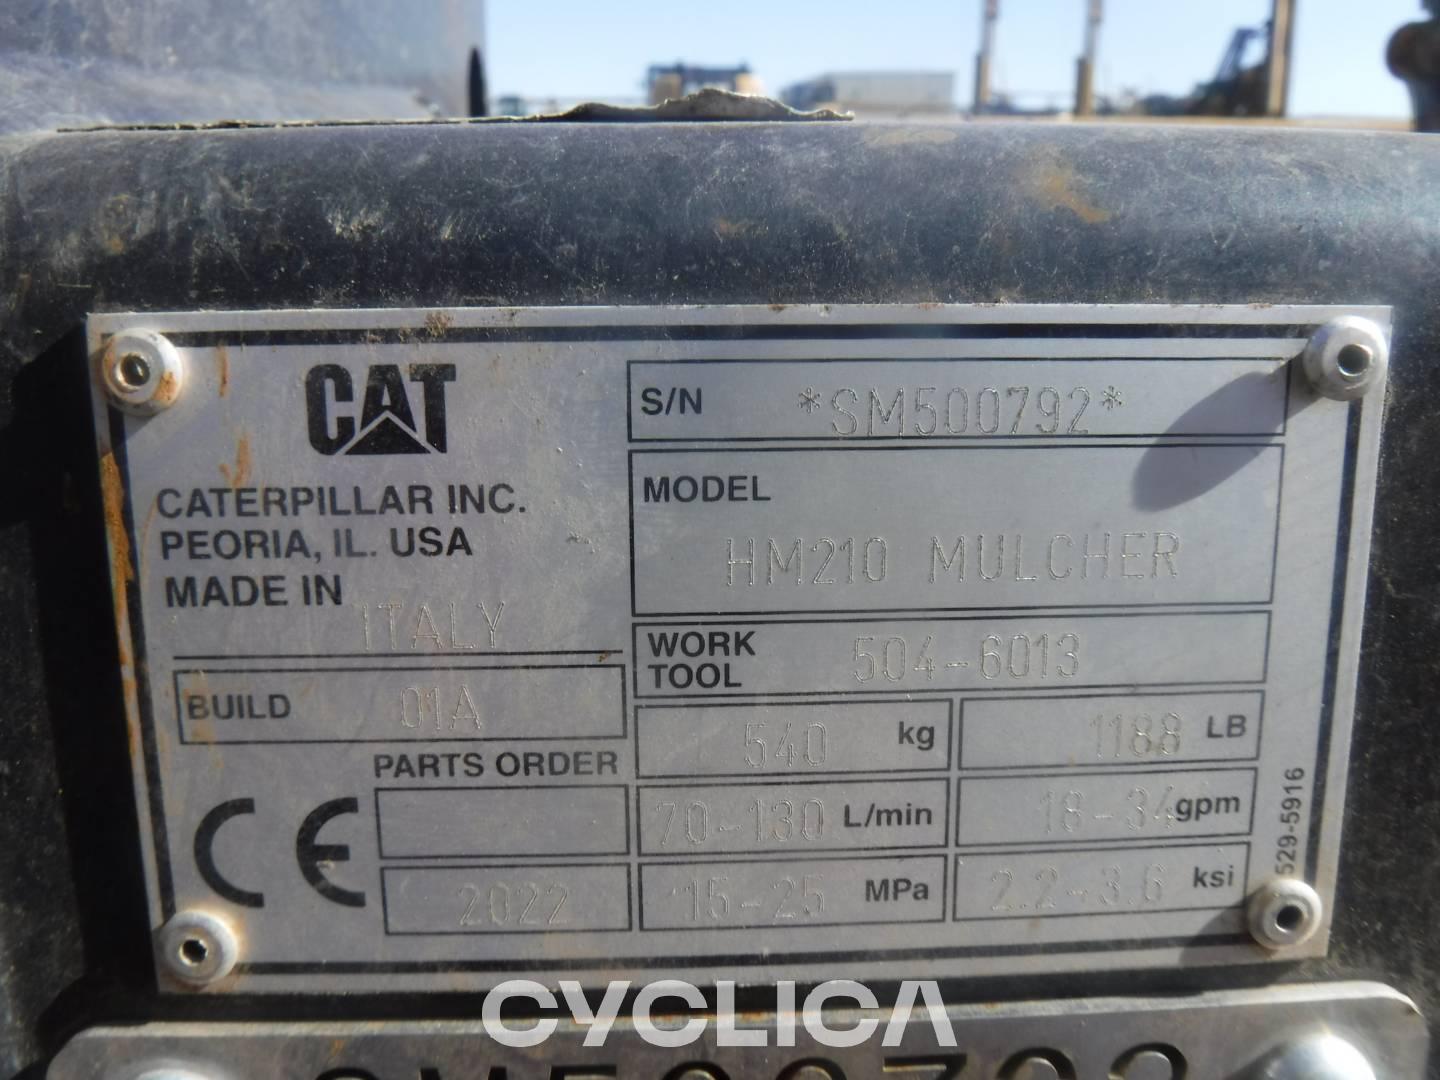 CAT
CATERPILLAR INC.
PEORIA, IL. USA
MADE IN ITALY
BUILD 01A
PARTS ORDER
2022
CE
S/N *SM500792*
MODEL
HM210 MULCHER
WORK TOOL 504-6013
540 kg 1188 LB
70-130 L/min 18-34 gpm
15-25 MPa 2.2-3.6 ksi
529-5916
CYCLICA
SM500792